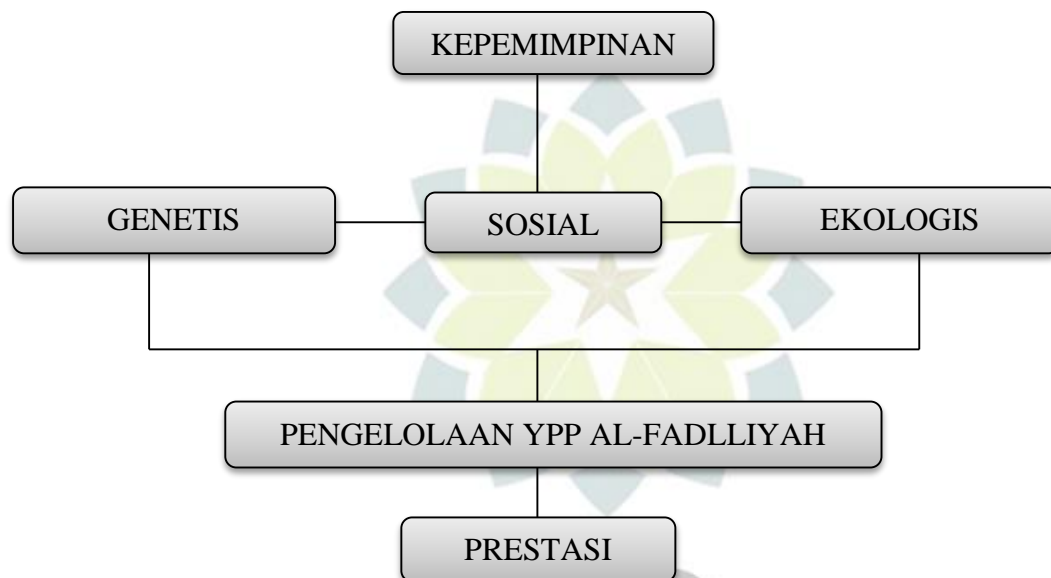 KEPEMIMPINAN
GENETIS
SOSIAL
EKOLOGIS
PENGELOLAAN YPP AL-FADLLIYAH
PRESTASI